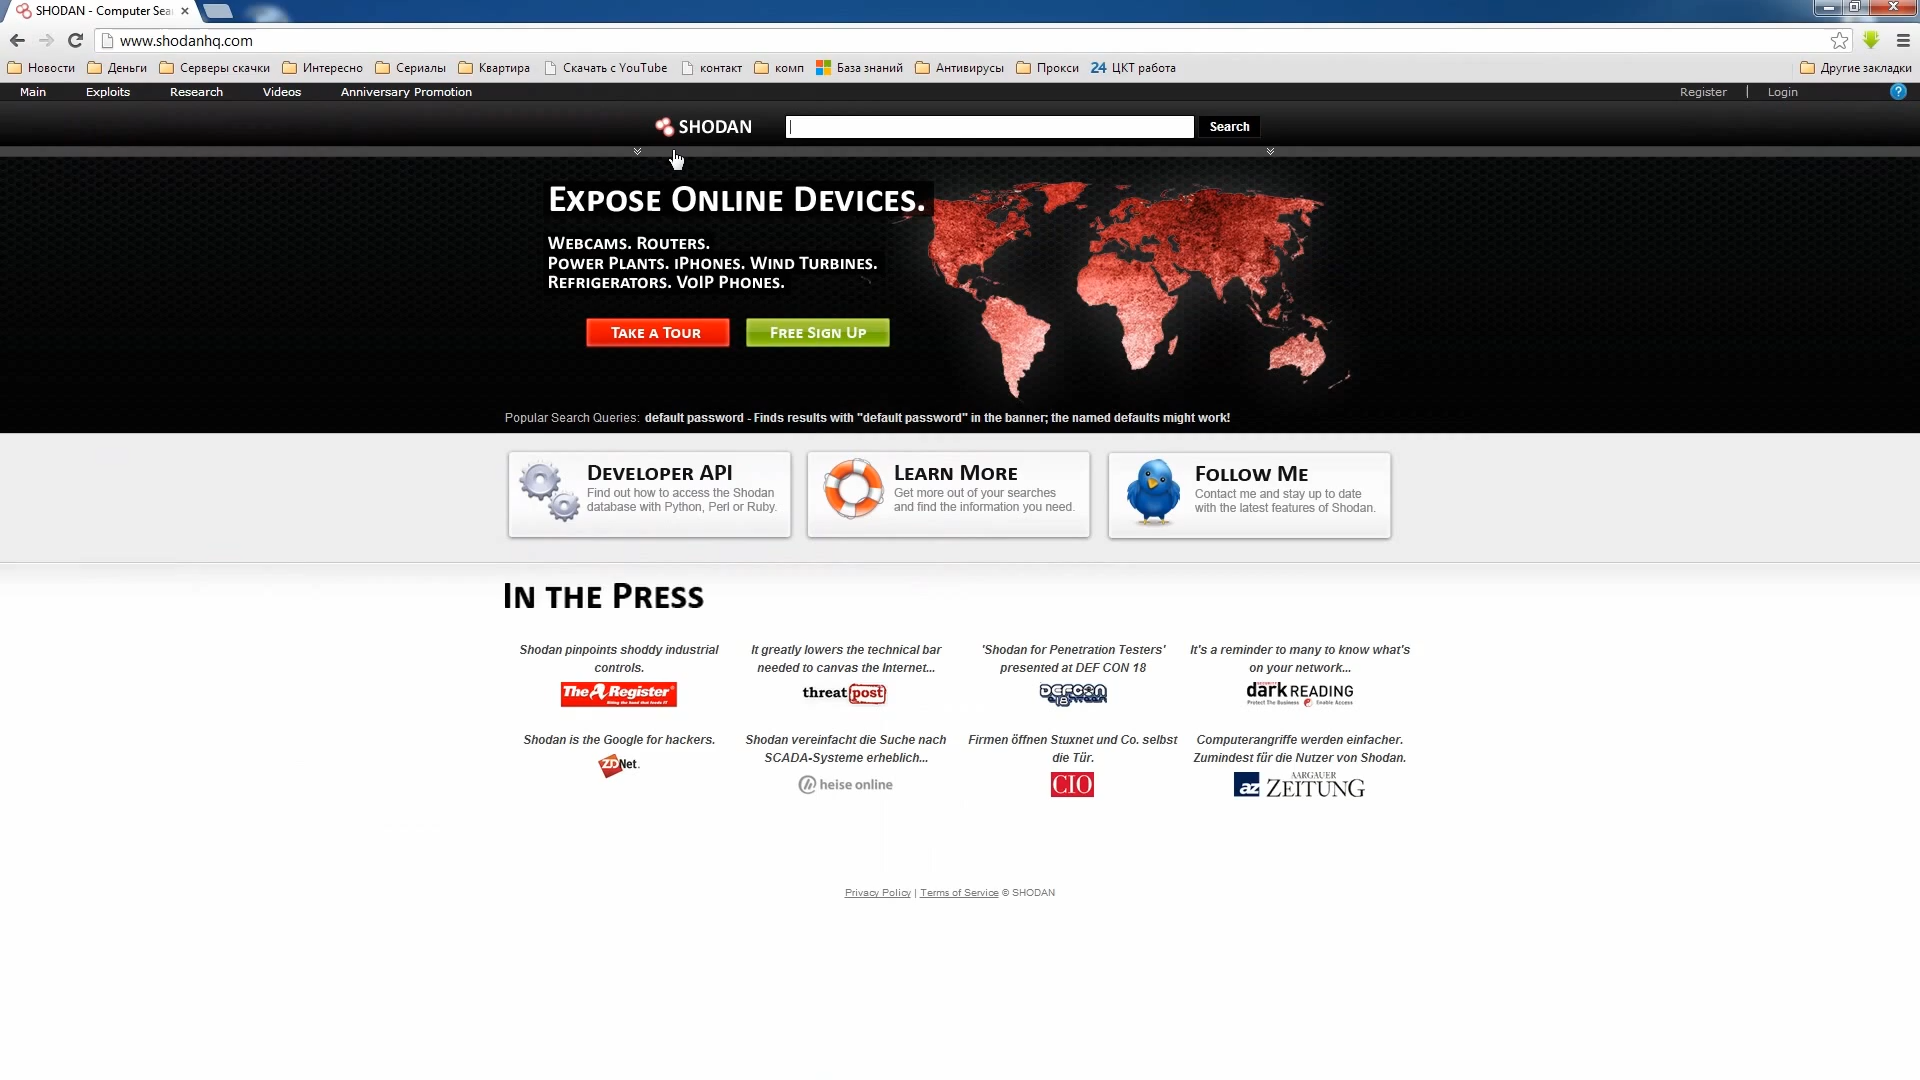 SHODAN - Computer Sea
www.shodanhq.com
Новости Деньги Серверы скачки Интересно Сериалы Квартира Скачать с YouTube контакт комп База знаний Антивирусы Прокси 24 ЦКТ работа Другие закладки
Main Exploits Research Videos Anniversary Promotion Register | Login ?
SHODAN Search
Expose Online Devices.
Webcams. Routers.
Power Plants. iPhones. Wind Turbines.
Refrigerators. VoIP Phones.
Take a Tour Free Sign Up
Popular Search Queries: default password - Finds results with "default password" in the banner; the named defaults might work!
Developer API
Find out how to access the Shodan
database with Python, Perl or Ruby.
Learn More
Get more out of your searches
and find the information you need.
Follow Me
Contact me and stay up to date
with the latest features of Shodan.
In the Press
Shodan pinpoints shoddy industrial
controls.
The Register
Biting the hand that feeds IT
It greatly lowers the technical bar
needed to canvas the Internet...
threat post
'Shodan for Penetration Testers'
presented at DEF CON 18
DEFCON
It's a reminder to many to know what's
on your network...
dark READING
Protect The Business Enable Access
Shodan is the Google for hackers.
ZDNet.
Shodan vereinfacht die Suche nach
SCADA-Systeme erheblich...
heise online
Firmen öffnen Stuxnet und Co. selbst
die Tür.
CIO
Computerangriffe werden einfacher.
Zumindest für die Nutzer von Shodan.
az AARGAUER
ZEITUNG
Privacy Policy | Terms of Service © SHODAN